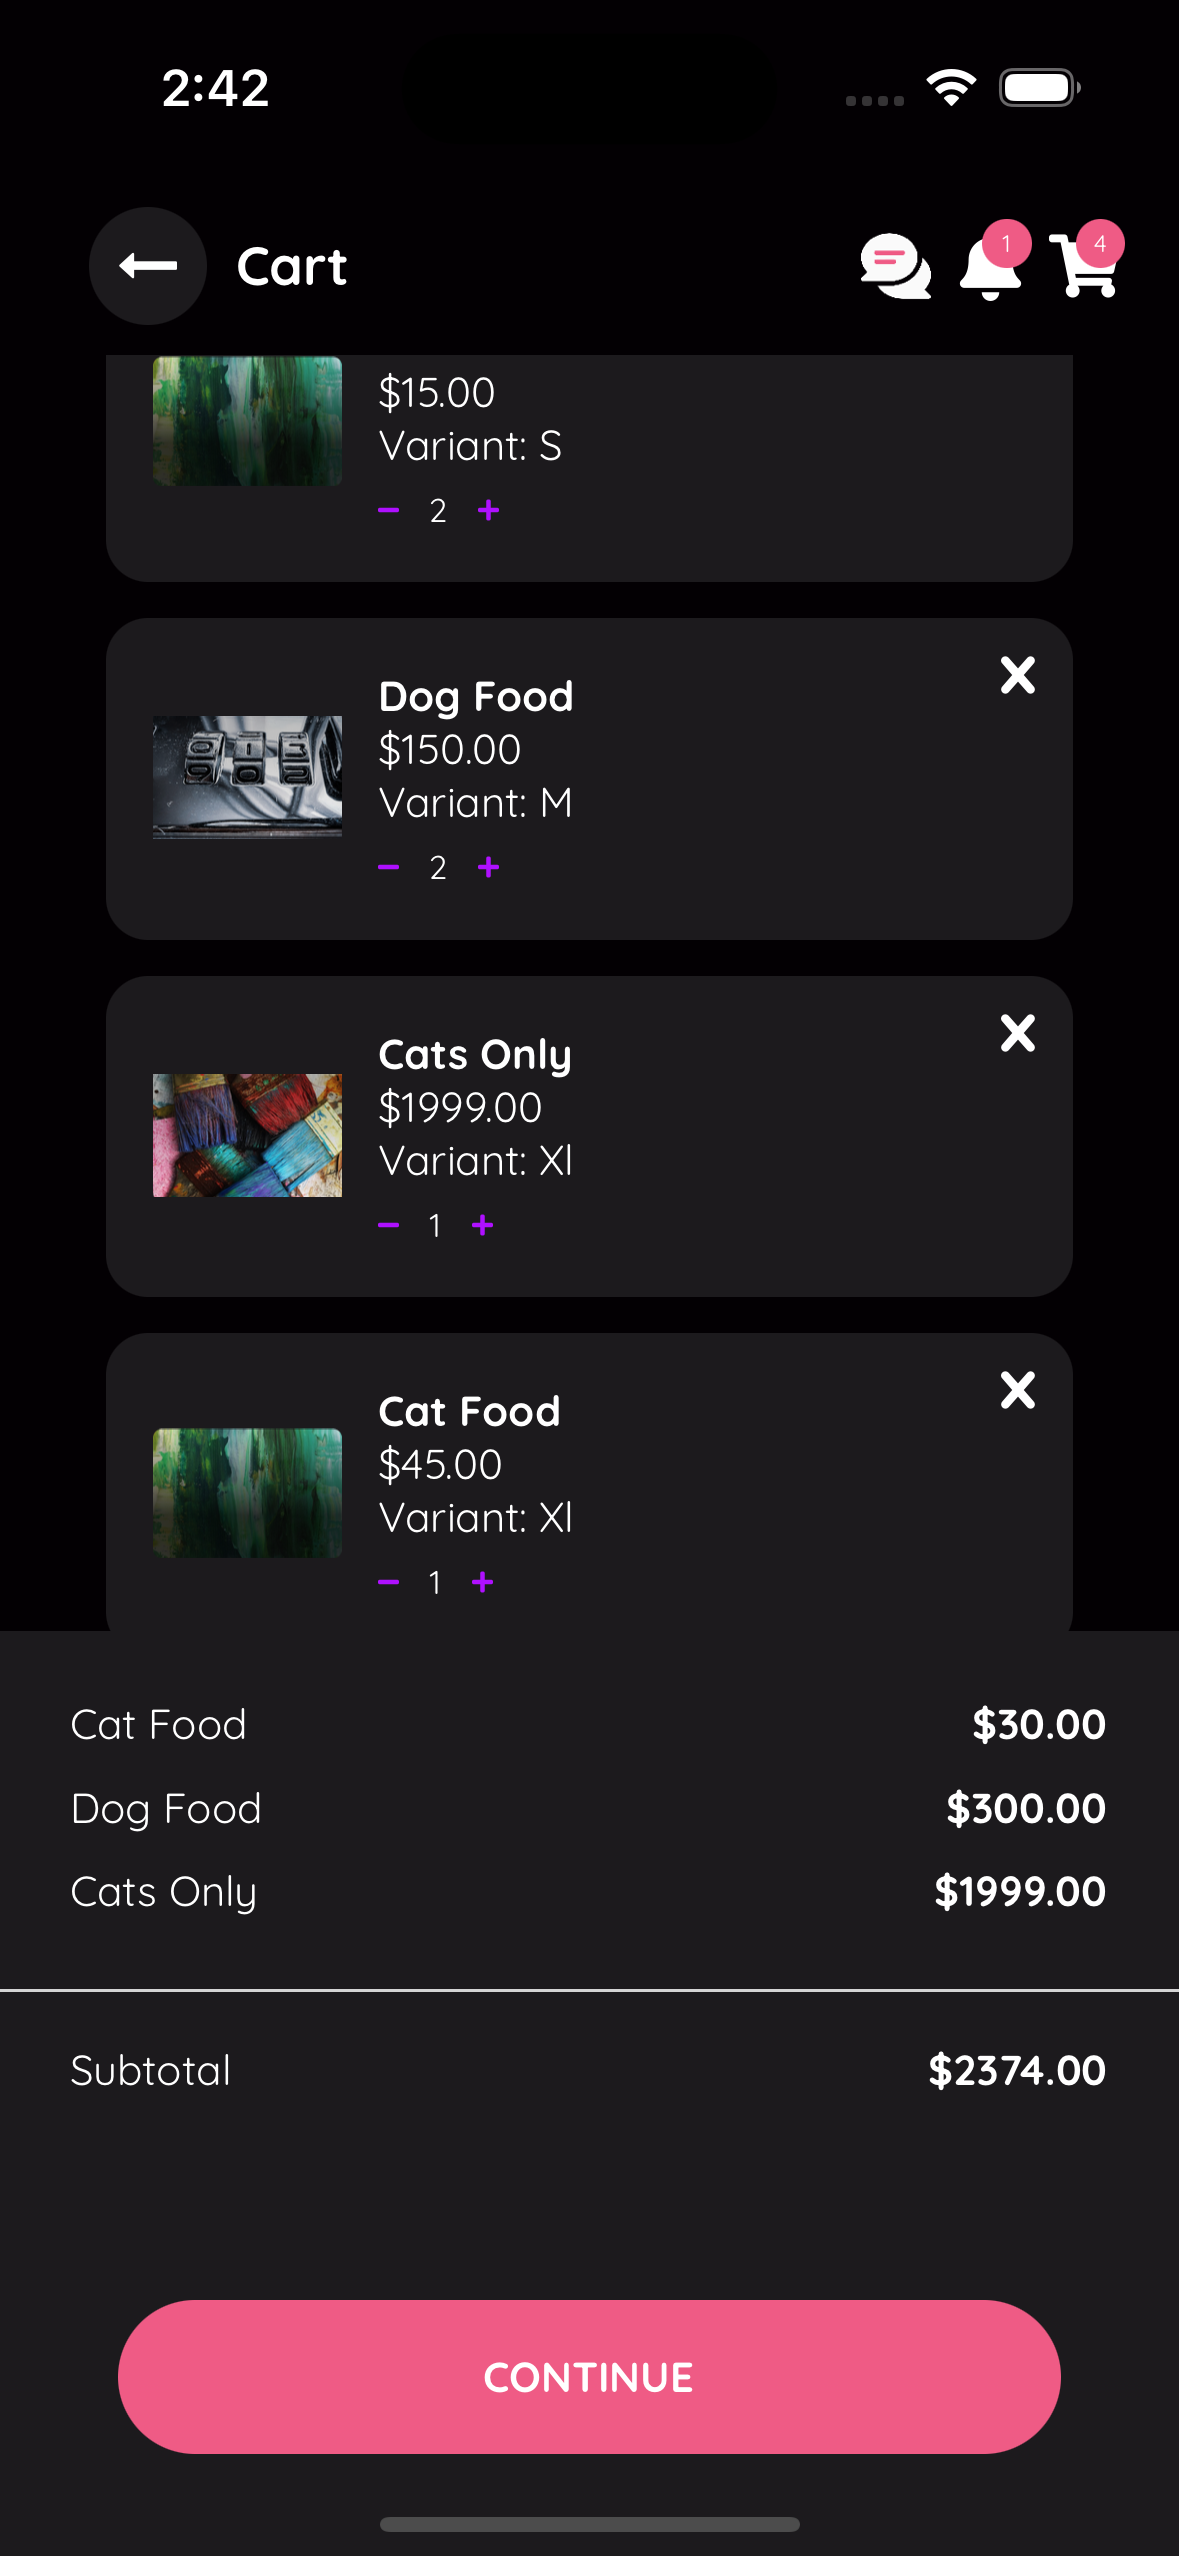 2:42
Cart
1
4
$15.00
Variant: S
2
Dog Food
$150.00
Variant: M
2
Cats Only
$1999.00
Variant: Xl
1
Cat Food
$45.00
Variant: Xl
1
Cat Food $30.00
Dog Food $300.00
Cats Only $1999.00
Subtotal $2374.00
CONTINUE